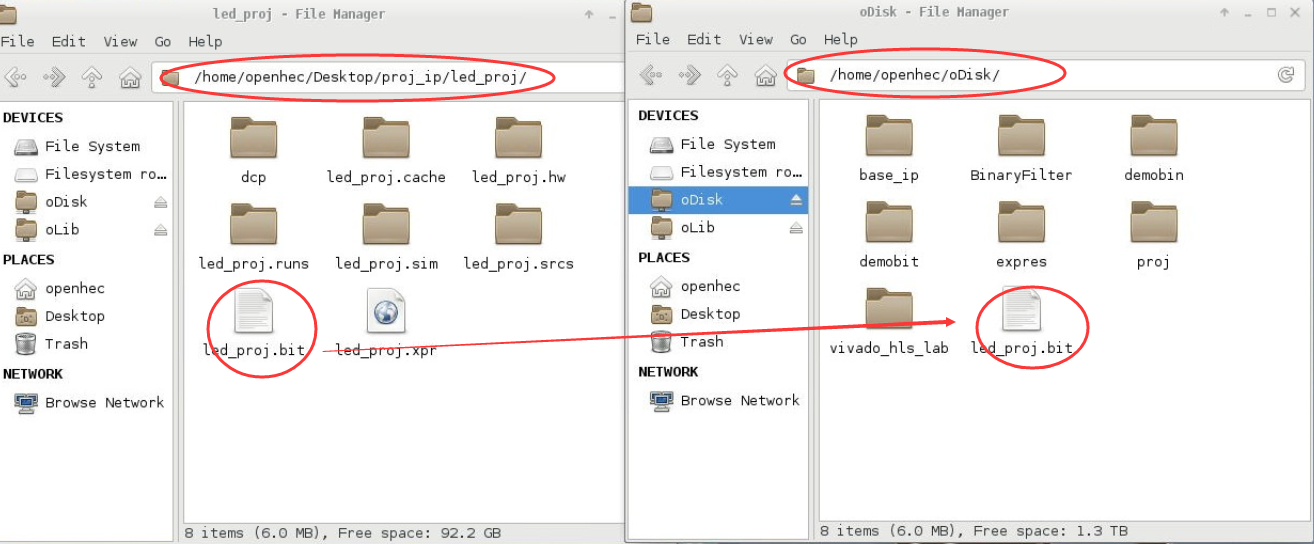 led_proj - File Manager
File Edit View Go Help
/home/openhec/Desktop/proj_ip/led_proj/
DEVICES
File System
Filesystem ro...
oDisk
oLib
PLACES
openhec
Desktop
Trash
NETWORK
Browse Network
dcp led_proj.cache led_proj.hw
led_proj.runs led_proj.sim led_proj.srcs
led_proj.bit led_proj.xpr
8 items (6.0 MB), Free space: 92.2 GB
oDisk - File Manager
File Edit View Go Help
/home/openhec/oDisk/
DEVICES
File System
Filesystem ro...
oDisk
oLib
PLACES
openhec
Desktop
Trash
NETWORK
Browse Network
base_ip BinaryFilter demobin
demobit expres proj
vivado_hls_lab led_proj.bit
8 items (6.0 MB), Free space: 1.3 TB